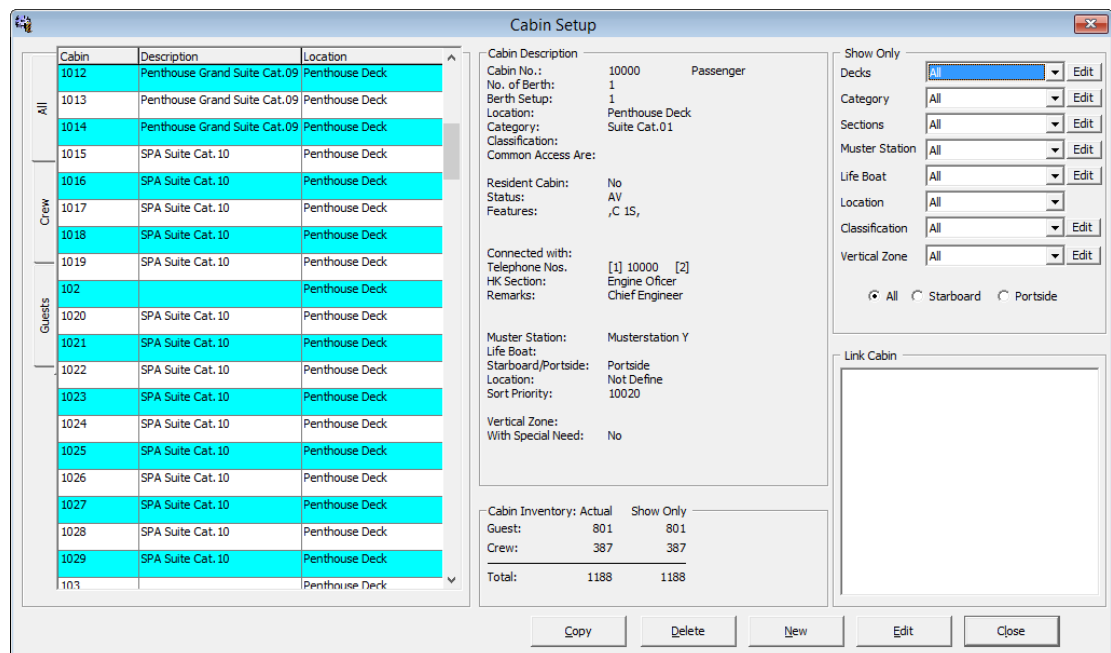 Cabin Setup
All
Crew
Guests
Cabin Description Location
1012 Penthouse Grand Suite Cat.09 Penthouse Deck
1013 Penthouse Grand Suite Cat.09 Penthouse Deck
1014 Penthouse Grand Suite Cat.09 Penthouse Deck
1015 SPA Suite Cat. 10 Penthouse Deck
1016 SPA Suite Cat. 10 Penthouse Deck
1017 SPA Suite Cat. 10 Penthouse Deck
1018 SPA Suite Cat. 10 Penthouse Deck
1019 SPA Suite Cat. 10 Penthouse Deck
102 Penthouse Deck
1020 SPA Suite Cat. 10 Penthouse Deck
1021 SPA Suite Cat. 10 Penthouse Deck
1022 SPA Suite Cat. 10 Penthouse Deck
1023 SPA Suite Cat. 10 Penthouse Deck
1024 SPA Suite Cat. 10 Penthouse Deck
1025 SPA Suite Cat. 10 Penthouse Deck
1026 SPA Suite Cat. 10 Penthouse Deck
1027 SPA Suite Cat. 10 Penthouse Deck
1028 SPA Suite Cat. 10 Penthouse Deck
1029 SPA Suite Cat. 10 Penthouse Deck
103 Penthouse Deck
Cabin Description
Cabin No.: 10000 Passenger
No. of Berth: 1
Berth Setup: 1
Location: Penthouse Deck
Category: Suite Cat.01
Classification:
Common Access Are:
Resident Cabin: No
Status: AV
Features: ,C 1S,
Connected with:
Telephone Nos. [1] 10000 [2]
HK Section: Engine Oficer
Remarks: Chief Engineer
Muster Station: Musterstation Y
Life Boat:
Starboard/Portside: Portside
Location: Not Define
Sort Priority: 10020
Vertical Zone:
With Special Need: No
Cabin Inventory: Actual Show Only
Guest: 801 801
Crew: 387 387
Total: 1188 1188
Show Only
Decks All Edit
Category All Edit
Sections All Edit
Muster Station All Edit
Life Boat All Edit
Location All
Classification All Edit
Vertical Zone All Edit
All Starboard Portside
Link Cabin
Copy Delete New Edit Close